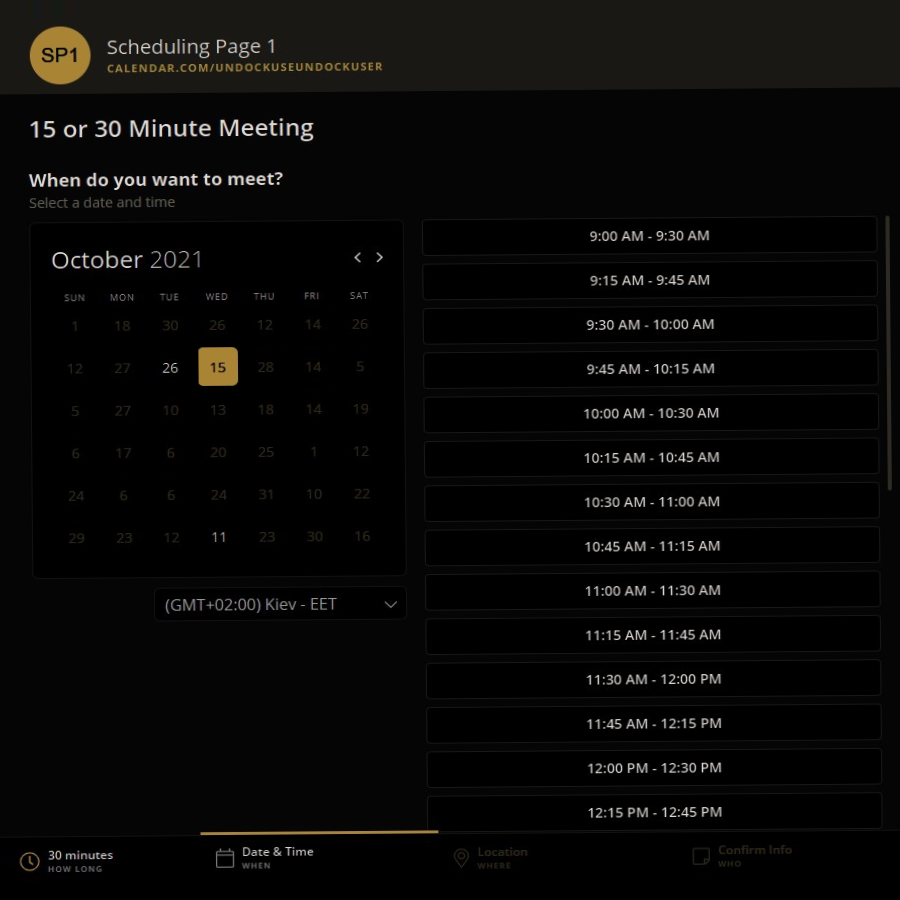 SP1
Scheduling Page 1
CALENDAR.COM/UNDOCKUSEUNDOCKUSER
15 or 30 Minute Meeting
When do you want to meet?
Select a date and time
October 2021
SUN MON TUE WED THU FRI SAT
1 18 30 26 12 14 26
12 27 26 15 28 14 5
5 27 10 13 18 14 19
6 17 6 20 25 1 12
24 6 6 24 31 10 22
29 23 12 11 23 30 16
(GMT+02:00) Kiev - EET
9:00 AM - 9:30 AM
9:15 AM - 9:45 AM
9:30 AM - 10:00 AM
9:45 AM - 10:15 AM
10:00 AM - 10:30 AM
10:15 AM - 10:45 AM
10:30 AM - 11:00 AM
10:45 AM - 11:15 AM
11:00 AM - 11:30 AM
11:15 AM - 11:45 AM
11:30 AM - 12:00 PM
11:45 AM - 12:15 PM
12:00 PM - 12:30 PM
12:15 PM - 12:45 PM
30 minutes
HOW LONG
Date & Time
WHEN
Location
WHERE
Confirm Info
WHO